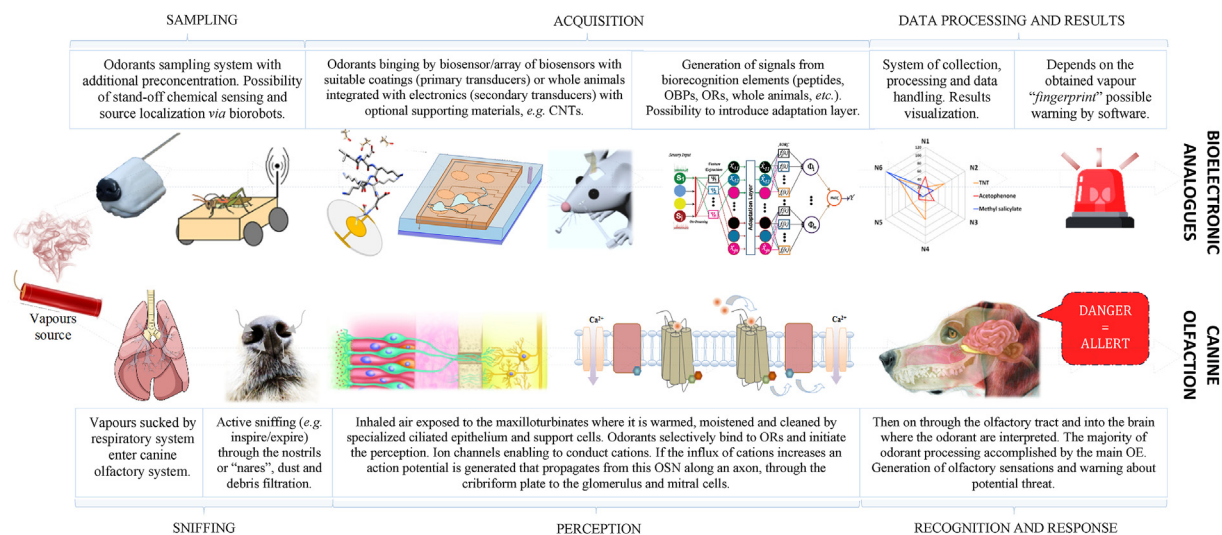 SAMPLING
ACQUISITION
DATA PROCESSING AND RESULTS
Odorants sampling system with
additional preconcentration. Possibility
of stand-off chemical sensing and
source localization via biorobots.
Odorants binging by biosensor/array of biosensors with
suitable coatings (primary transducers) or whole animals
integrated with electronics (secondary transducers) with
optional supporting materials, e.g. CNTs.
Generation of signals from
biorecognition elements (peptides,
OBPs, ORs, whole animals, etc.).
Possibility to introduce adaptation layer.
System of collection,
processing and data
handling. Results
visualization.
Depends on the
obtained vapour
“fingerprint” possible
warning by software.
BIOELECTRONIC
ANALOGUES
Sensory Input
Adaptation Layer
N1
N2
N3
N4
N5
N6
120
TNT
Acetophenone
Methyl salicylate
Vapours
source
Ca²⁺
Ca²⁺
DANGER
=
ALLERT
CANINE
OLFACTION
Vapours sucked by
respiratory system
enter canine
olfactory system.
Active sniffing (e.g.
inspire/expire)
through the nostrils
or “nares”, dust and
debris filtration.
Inhaled air exposed to the maxilloturbinates where it is warmed, moistened and cleaned by
specialized ciliated epithelium and support cells. Odorants selectively bind to ORs and initiate
the perception. Ion channels enabling to conduct cations. If the influx of cations increases an
action potential is generated that propagates from this OSN along an axon, through the
cribriform plate to the glomerulus and mitral cells.
Then on through the olfactory tract and into the brain
where the odorant are interpreted. The majority of
odorant processing accomplished by the main OE.
Generation of olfactory sensations and warning about
potential threat.
SNIFFING
PERCEPTION
RECOGNITION AND RESPONSE